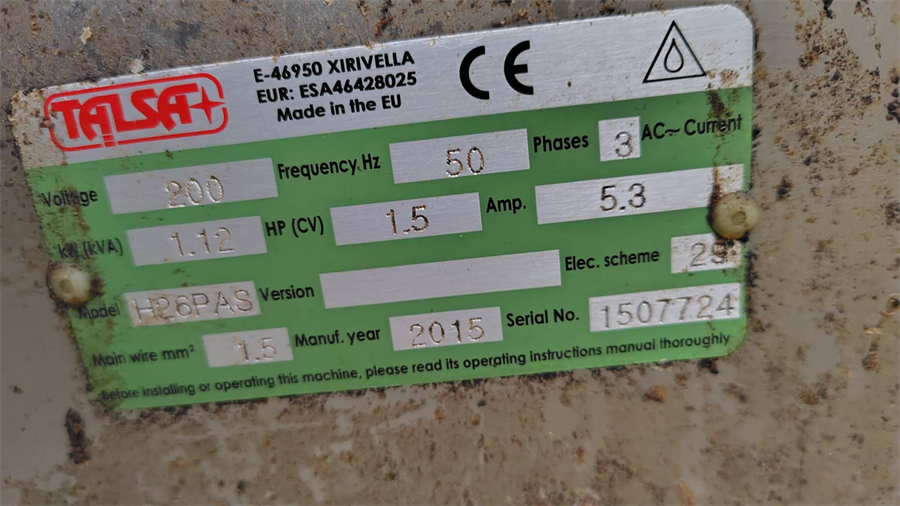 TALSA
E-46950 XIRIVELLA
EUR: ESA46428025
Made in the EU
CE
Voltage 200 Frequency. Hz 50 Phases 3 AC~ Current
kW (kVA) 1.12 HP (CV) 1.5 Amp. 5.3
Model H26PAS Version Elec. scheme 29
Main wire mm² 1.5 Manuf. year 2015 Serial No. 1507724
Before installing or operating this machine, please read its operating instructions manual thoroughly